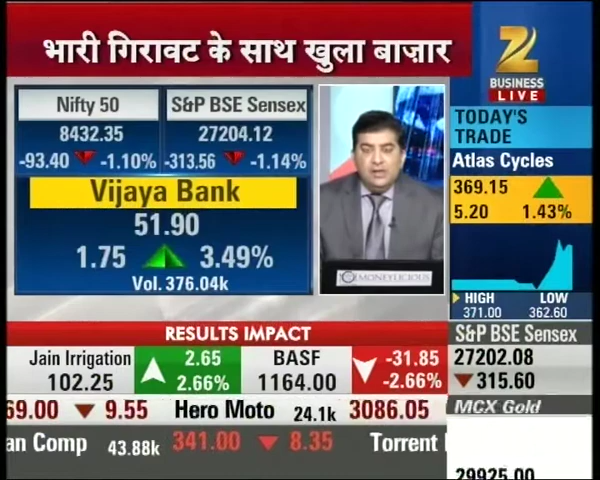 भारी गिरावट के साथ खुला बाज़ार
Z
BUSINESS
LIVE
Nifty 50
8432.35
-93.40 -1.10%
S&P BSE Sensex
27204.12
-313.56 -1.14%
Vijaya Bank
51.90
1.75 3.49%
Vol. 376.04k
MONEYLICIOUS
TODAY'S
TRADE
Atlas Cycles
369.15
5.20 1.43%
HIGH LOW
371.00 362.60
RESULTS IMPACT
Jain Irrigation
102.25
2.65
2.66%
BASF
1164.00
-31.85
-2.66%
S&P BSE Sensex
27202.08
315.60
MCX Gold
29925.00
69.00 9.55 Hero Moto 24.1k 3086.05
an Comp 43.88k 341.00 8.35 Torrent